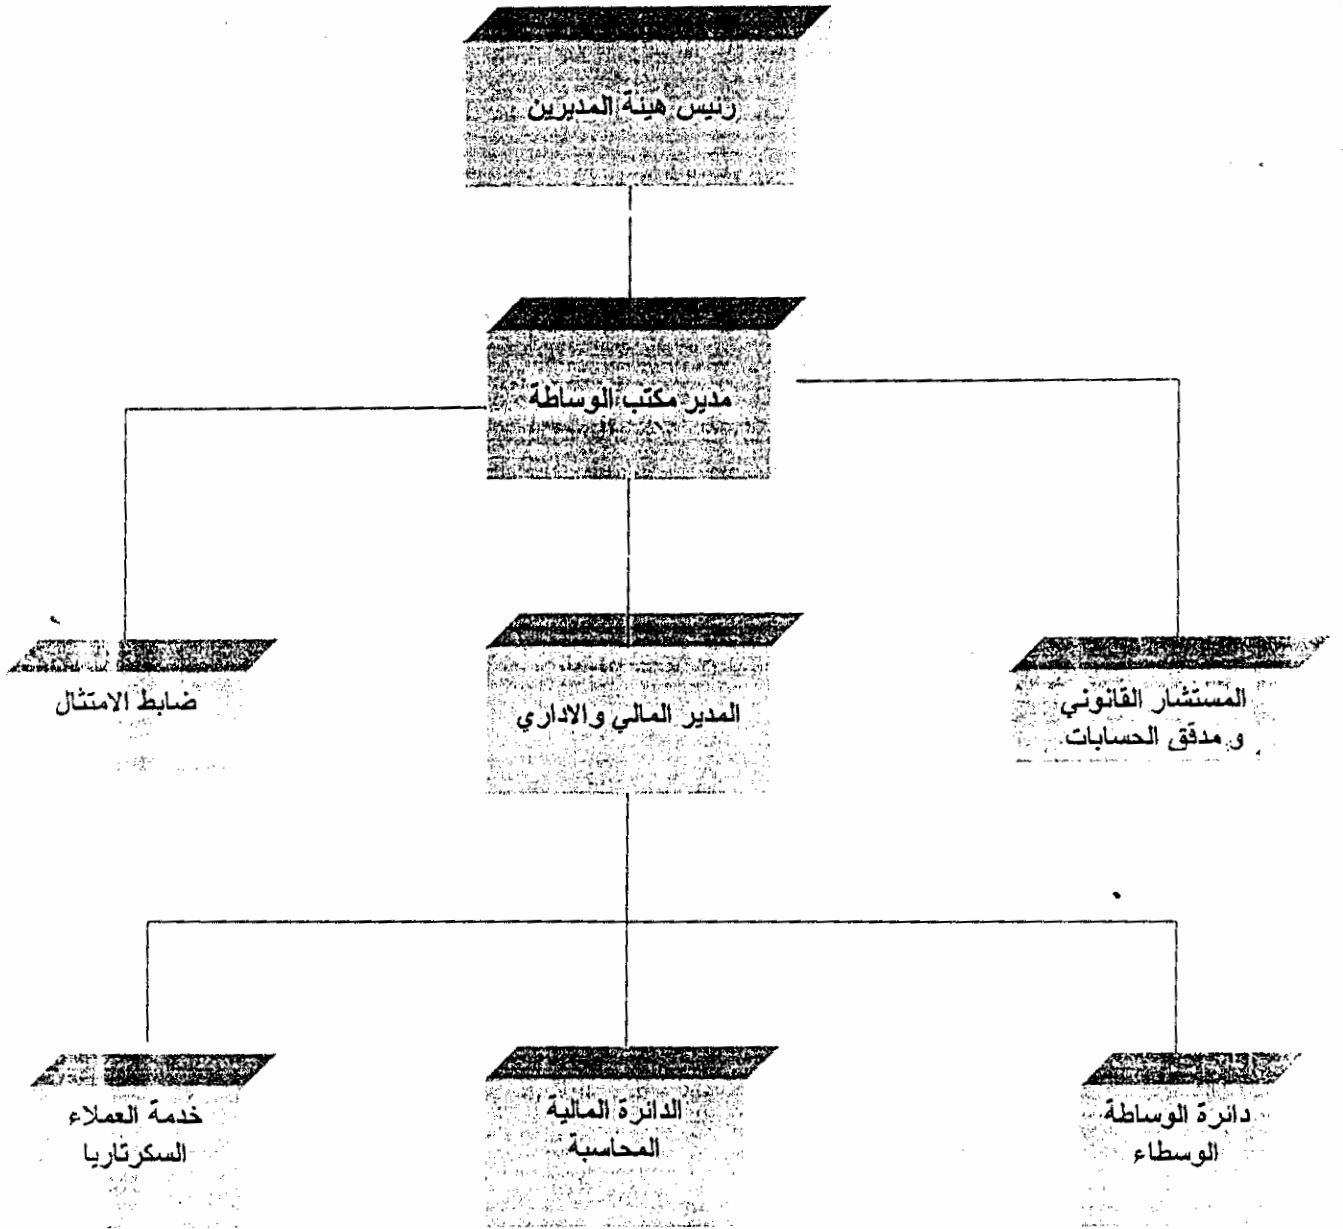 رئيس هيئة المديرين
مدير مكتب الوساطة
المستشار القانوني
و مدقق الحسابات
المدير المالي والاداري
ضابط الامتثال
دائرة الوساطة
الوسطاء
الدائرة المالية
المحاسبة
خدمة العملاء
السكرتاريا